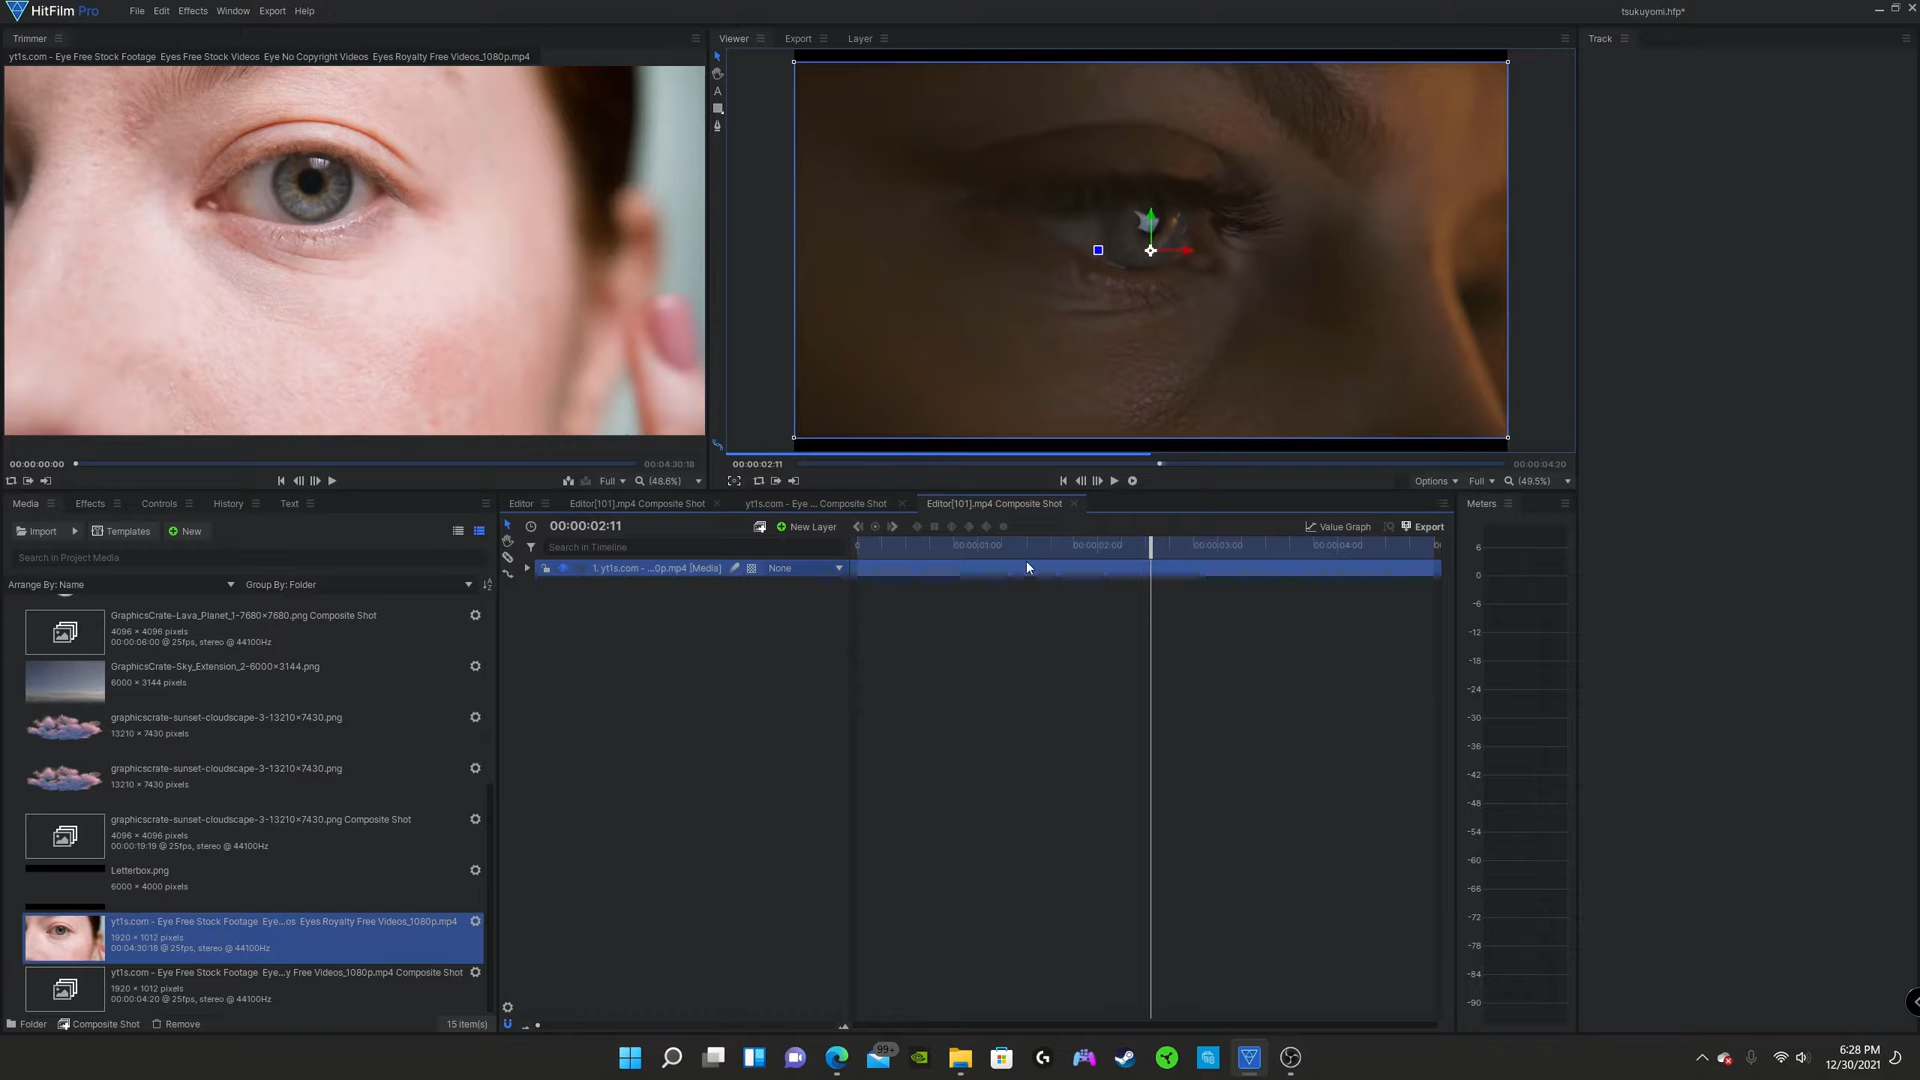 HitFilm Pro
File Edit Effects Window Export Help
tsukuyomi.hfp*
Trimmer
yt1s.com - Eye Free Stock Footage Eyes Free Stock Videos Eye No Copyright Videos Eyes Royalty Free Videos_1080p.mp4
00:00:00:00
00:04:30:18
Full
(48.6%)
Viewer Export Layer
00:00:02:11
00:00:04:20
Options
Full
(49.5%)
Track
Media Effects Controls History Text
Import Templates New
Search in Project Media
Arrange By: Name Group By: Folder
GraphicsCrate-Lava_Planet_1-7680×7680.png Composite Shot
4096 × 4096 pixels
00:00:06:00 @ 25fps, stereo @ 44100Hz
GraphicsCrate-Sky_Extension_2-6000×3144.png
6000 × 3144 pixels
graphicscrate-sunset-cloudscape-3-13210×7430.png
13210 × 7430 pixels
graphicscrate-sunset-cloudscape-3-13210×7430.png
13210 × 7430 pixels
graphicscrate-sunset-cloudscape-3-13210×7430.png Composite Shot
4096 × 4096 pixels
00:00:19:19 @ 25fps, stereo @ 44100Hz
Letterbox.png
6000 × 4000 pixels
yt1s.com - Eye Free Stock Footage Eye...os Eyes Royalty Free Videos_1080p.mp4
1920 × 1012 pixels
00:04:30:18 @ 25fps, stereo @ 44100Hz
yt1s.com - Eye Free Stock Footage Eye...y Free Videos_1080p.mp4 Composite Shot
1920 × 1012 pixels
00:00:04:20 @ 25fps, stereo @ 44100Hz
Folder Composite Shot Remove
15 item(s)
Editor Editor[101].mp4 Composite Shot yt1s.com - Eye ... Composite Shot Editor[101].mp4 Composite Shot
00:00:02:11
New Layer
Value Graph
Export
Search in Timeline
0 00:00:01:00 00:00:02:00 00:00:03:00 00:00:04:00
1. yt1s.com - ...0p.mp4 [Media] None
Meters
6
0
-6
-12
-18
-24
-30
-36
-42
-48
-54
-60
-66
-72
-78
-84
-90
99+
6:28 PM
12/30/2021